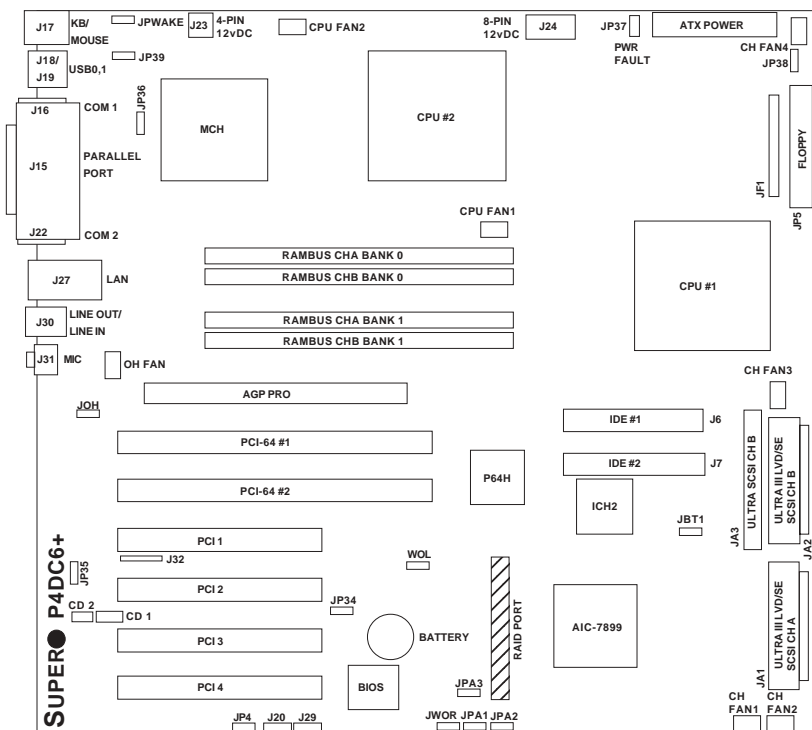 J17
KB/
MOUSE
JPWAKE
J23
4-PIN
12vDC
CPU FAN2
8-PIN
12vDC
J24
JP37
PWR
FAULT
ATX POWER
CH FAN4
JP38
J18/
J19
USB0,1
JP39
JP36
J16
COM 1
MCH
CPU #2
FLOPPY
JF1
JP5
J15
PARALLEL
PORT
J22
COM 2
CPU FAN1
RAMBUS CHA BANK 0
RAMBUS CHB BANK 0
J27
LAN
CPU #1
J30
LINE OUT/
LINE IN
RAMBUS CHA BANK 1
RAMBUS CHB BANK 1
J31
MIC
OH FAN
CH FAN3
AGP PRO
JOH
IDE #1
J6
PCI-64 #1
IDE #2
J7
ULTRA SCSI CH B
JA3
ULTRA III LVD/SE
SCSI CH B
JA2
P64H
PCI-64 #2
ICH2
JBT1
PCI 1
J32
WOL
JP35
PCI 2
JP34
CD 2
CD 1
BATTERY
RAID PORT
AIC-7899
ULTRA III LVD/SE
SCSI CH A
JA1
PCI 3
BIOS
JPA3
PCI 4
CH
FAN1
CH
FAN2
JP4
J20
J29
JWOR
JPA1
JPA2
SUPER P4DC6+